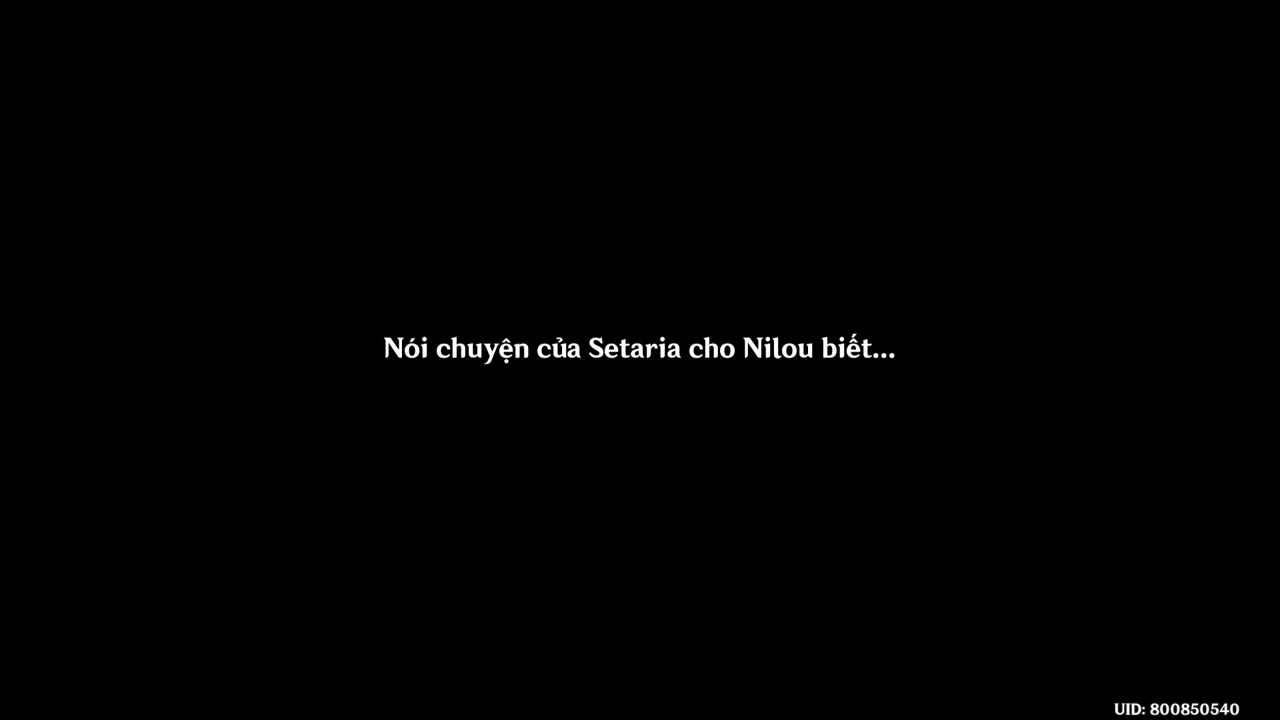 Nói chuyện của Setaria cho Nilou biết...
UID: 800850540